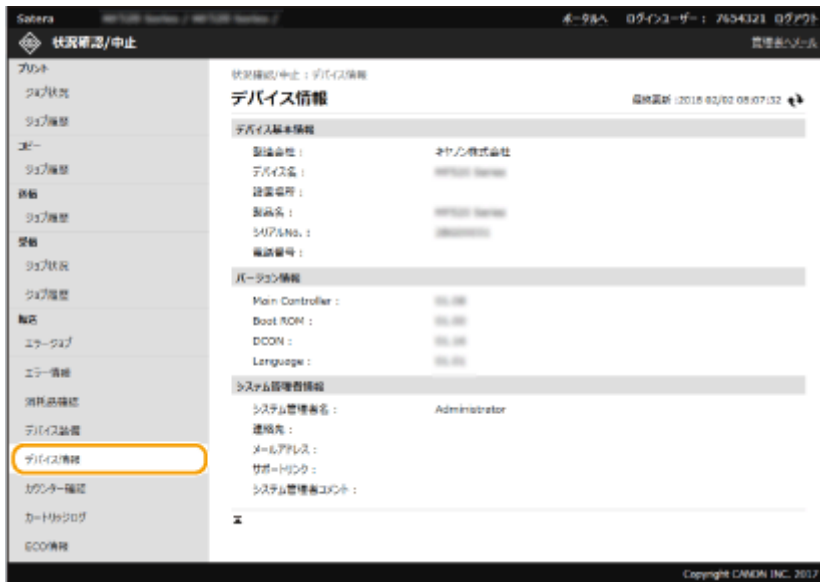 Satera
ポータルへ ログインユーザー: 7654321 ログアウト
状況確認/中止
管理者へメール
プリント
ジョブ状況
ジョブ履歴
コピー
ジョブ履歴
送信
ジョブ履歴
受信
ジョブ状況
ジョブ履歴
転送
エラージョブ
エラー情報
消耗品確認
デバイス装備
デバイス情報
カウンター確認
カートリッジログ
ECO情報
状況確認/中止 : デバイス情報
デバイス情報
最終更新 :2018 02/02 08:07:32
デバイス基本情報
製造会社 : キヤノン株式会社
デバイス名 :
設置場所 :
製品名 :
シリアルNo. :
電話番号 :
バージョン情報
Main Controller :
Boot ROM :
DCON :
Language :
システム管理者情報
システム管理者名 : Administrator
連絡先 :
メールアドレス :
サポートリンク :
システム管理者コメント :
Copyright CANON INC. 2017